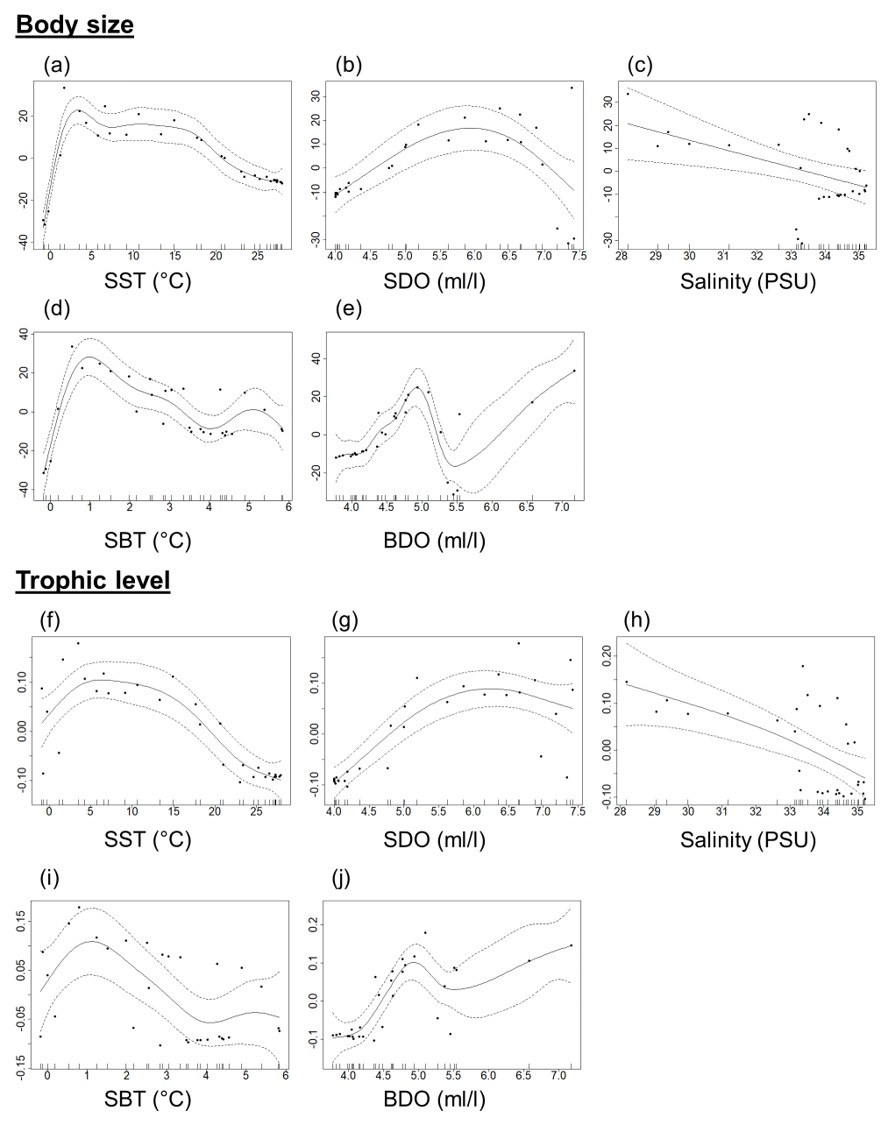 Body size
(a)
(b)
(c)
20
0
-20
-40
0 5 10 15 20 25
SST (°C)
30
20
10
0
-10
30
4.0 4.5 5.0 5.5 6.0 6.5 7.0 7.5
SDO (ml/l)
30
20
10
0
-10
30
28 29 30 31 32 33 34 35
Salinity (PSU)
(d)
(e)
40
20
0
-20
-40
0 1 2 3 4 5 6
SBT (°C)
40
20
0
20
4.0 4.5 5.0 5.5 6.0 6.5 7.0
BDO (ml/l)
Trophic level
(f)
(g)
(h)
0.10
0.00
-0.10
0 5 10 15 20 25
SST (°C)
0.10
0.00
-0.10
4.0 4.5 5.0 5.5 6.0 6.5 7.0 7.5
SDO (ml/l)
0.20
0.10
0.00
-0.10
28 29 30 31 32 33 34 35
Salinity (PSU)
(i)
(j)
0.15
0.05
-0.05
-0.15
0 1 2 3 4 5 6
SBT (°C)
0.2
0.1
0.0
-0.1
4.0 4.5 5.0 5.5 6.0 6.5 7.0
BDO (ml/l)